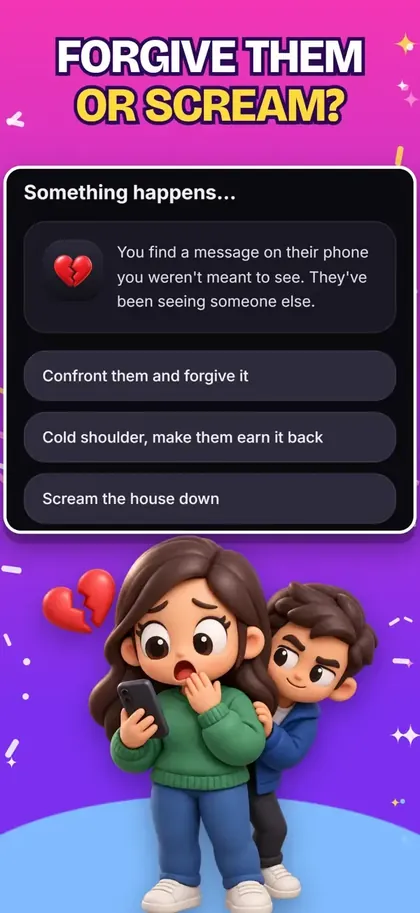 FORGIVE THEM
OR SCREAM?
Something happens...
You find a message on their phone
you weren't meant to see. They've
been seeing someone else.
Confront them and forgive it
Cold shoulder, make them earn it back
Scream the house down